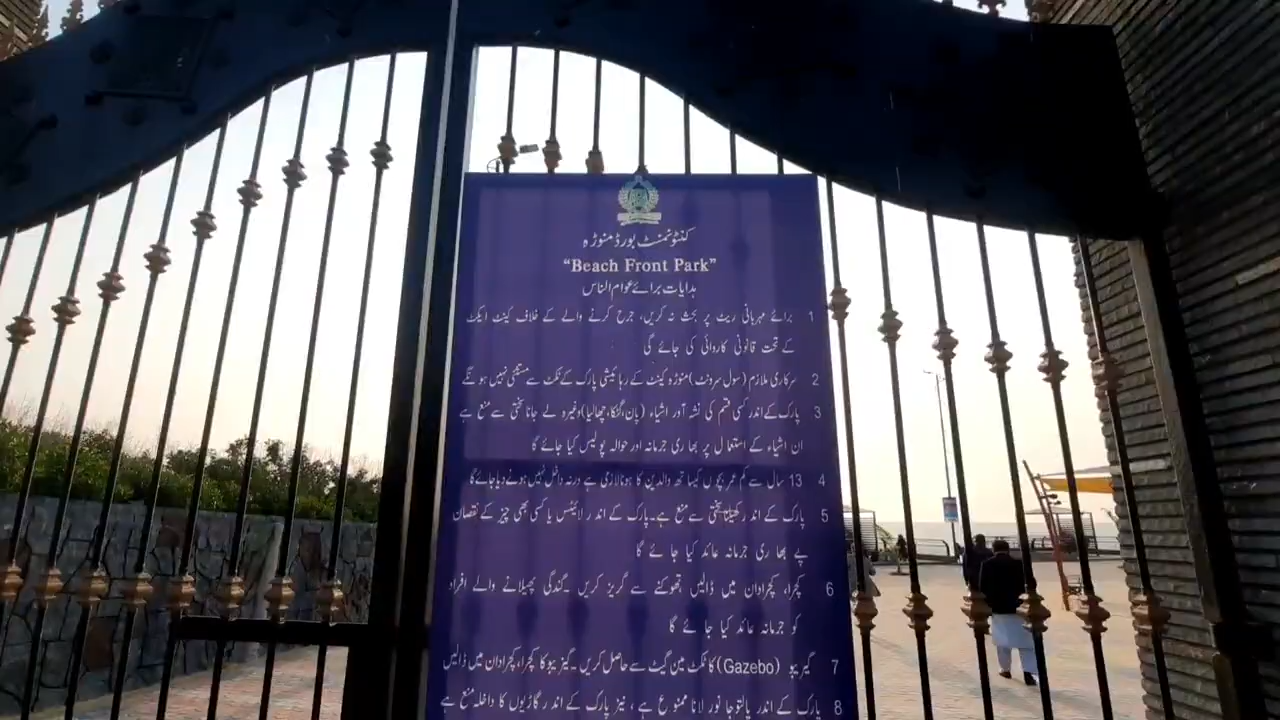 کنٹونمنٹ بورڈ منوڑہ
“Beach Front Park”
ہدایات برائے عوام الناس
1 برائے مہربانی ریٹ پر بحث نہ کریں، جرح کرنے والے کے خلاف کینٹ ایکٹ
کے تحت قانونی کاروائی کی جائے گی
2 سرکاری ملازم (سول سرونٹ) منوڑہ کینٹ کے رہائیشی پارک کے ٹکٹ سے مستثنیٰ نہیں ہونگے
3 پارک کے اندر کسی قسم کی نشہ آور اشیاء (پان، گٹکا، چھالیا) وغیرہ لے جانا سختی سے منع ہے
ان اشیاء کے استعمال پر بھاری جرمانہ اور حوالہ پولیس کیا جائے گا
4 13 سال سے کم عمر بچوں کیساتھ والدین کا ہونا لازمی ہے ورنہ داخل نہیں ہونے دیا جائے گا
5 پارک کے اندر کھیلنا سختی سے منع ہے۔ پارک کے اندر لائیٹس یا کسی بھی چیز کے نقصان
پے بھاری جرمانہ عائد کیا جائے گا
6 کچرا، کچرادان میں ڈالیں تھوکنے سے گریز کریں ۔ گندگی پھیلانے والے افراد
کو جرمانہ عائد کیا جائے گا
7 گیزیبو (Gazebo) کا ٹکٹ مین گیٹ سے حاصل کریں ۔ گیزیبو کا کچرا، کچرادان میں ڈالیں
8 پارک کے اندر پالتو جانور لانا ممنوع ہے ، نیز پارک کے اندر گاڑیوں کا داخلہ منع ہے